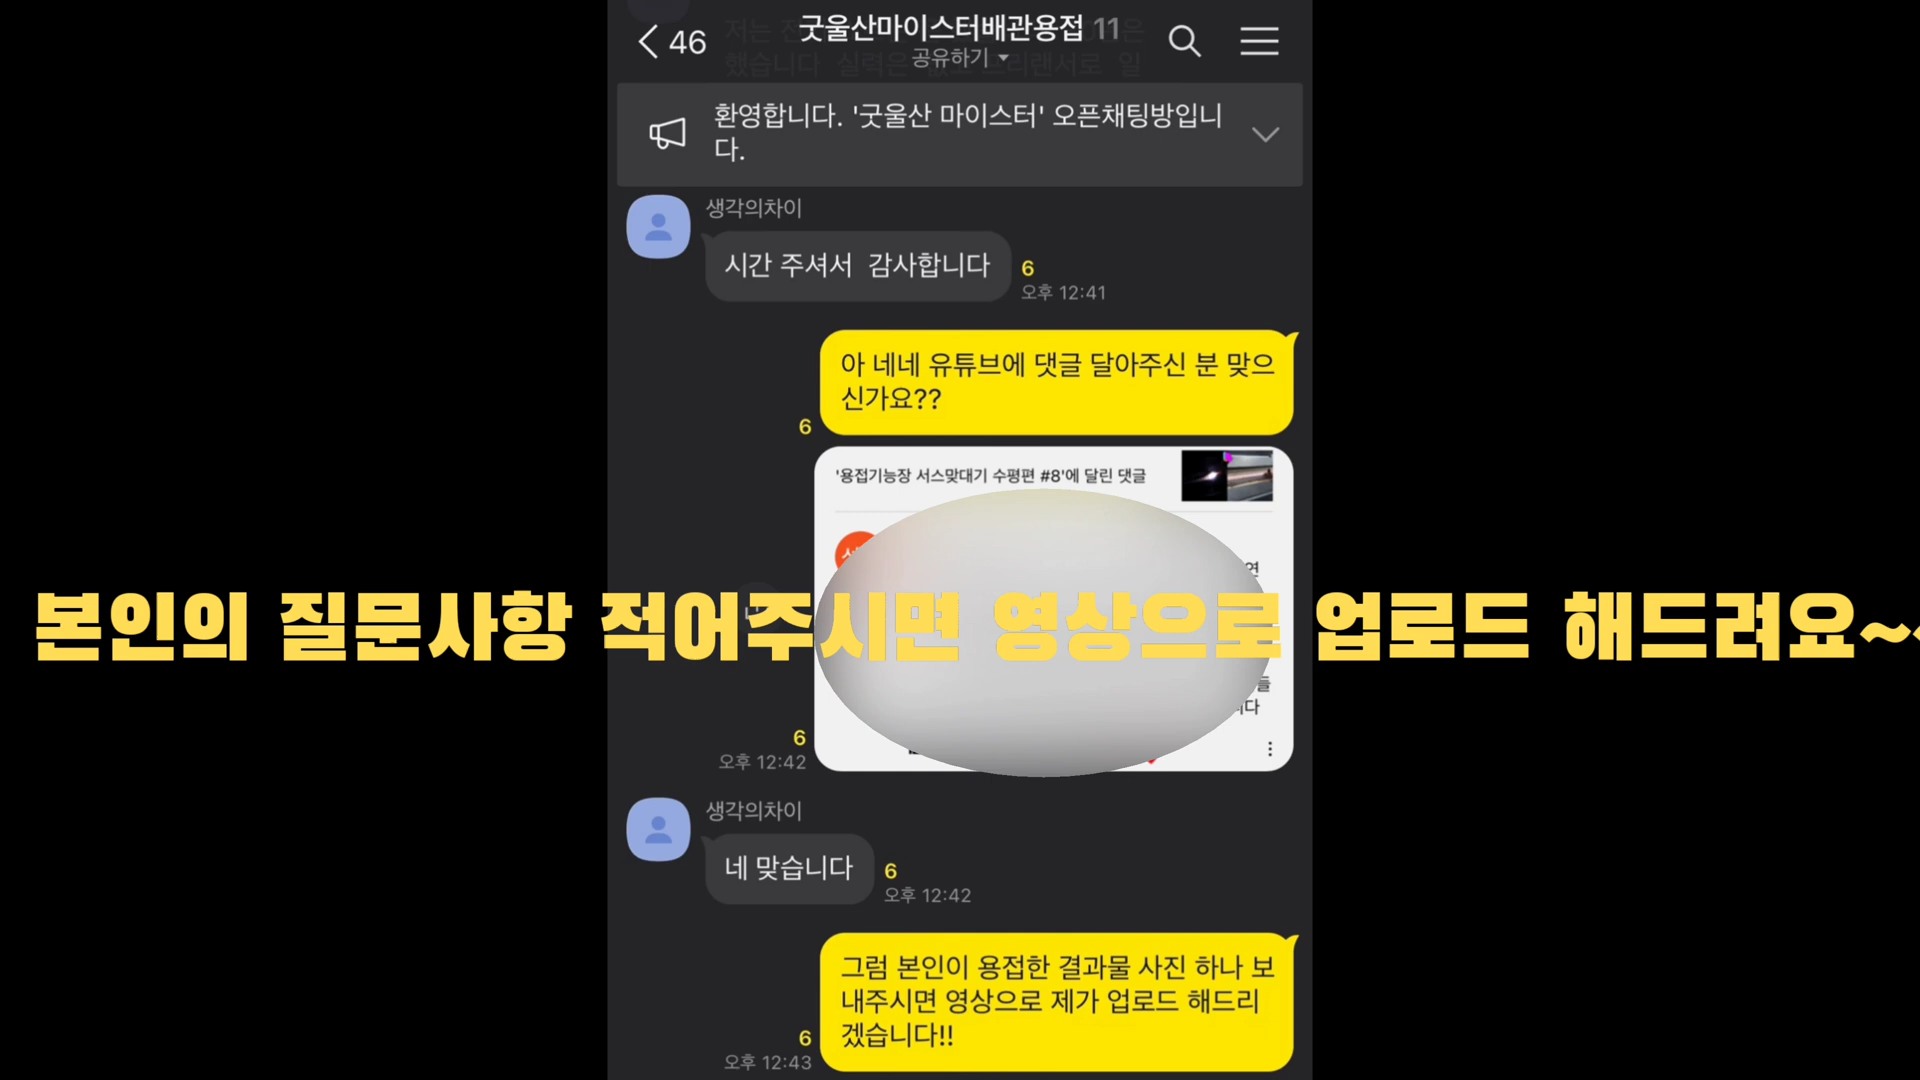 46
굿울산마이스터배관용접 11
공유하기
환영합니다. '굿울산 마이스터' 오픈채팅방입니
다.
생각의차이
시간 주셔서  감사합니다
6
오후 12:41
아 네네 유튜브에 댓글 달아주신 분 맞으
신가요??
6
'용접기능장 서스맞대기 수평편 #8'에 달린 댓글
본인의 질문사항 적어주시면 영상으로 업로드 해드려요~
6
오후 12:42
생각의차이
네 맞습니다
6
오후 12:42
그럼 본인이 용접한 결과물 사진 하나 보
내주시면 영상으로 제가 업로드 해드리
겠습니다!!
6
오후 12:43